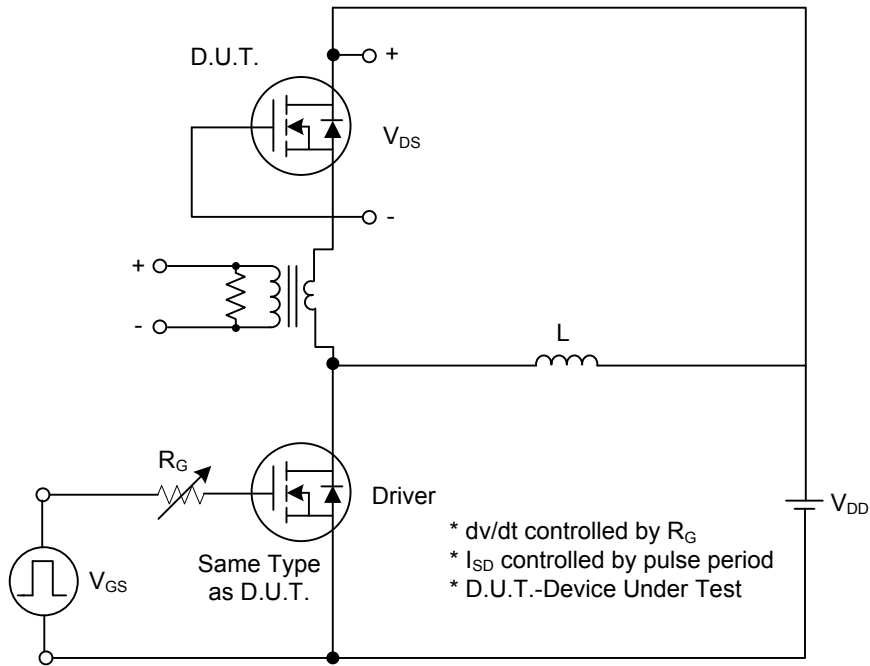 D.U.T.
+
V_DS
-
+
-
L
R_G
Driver
V_DD
* dv/dt controlled by R_G
* I_SD controlled by pulse period
* D.U.T.-Device Under Test
V_GS
Same Type
as D.U.T.